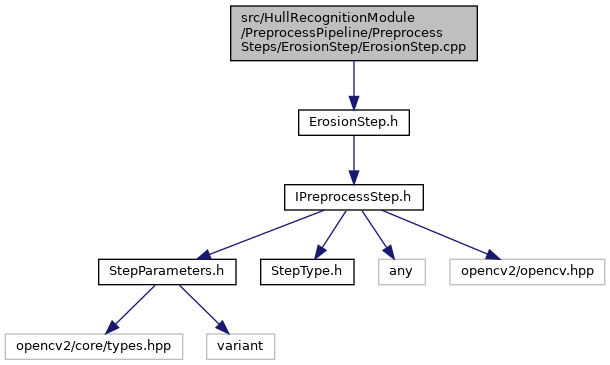 src/HullRecognitionModule
/PreprocessPipeline/Preprocess
Steps/ErosionStep/ErosionStep.cpp
ErosionStep.h
IPreprocessStep.h
StepParameters.h
StepType.h
any
opencv2/opencv.hpp
opencv2/core/types.hpp
variant